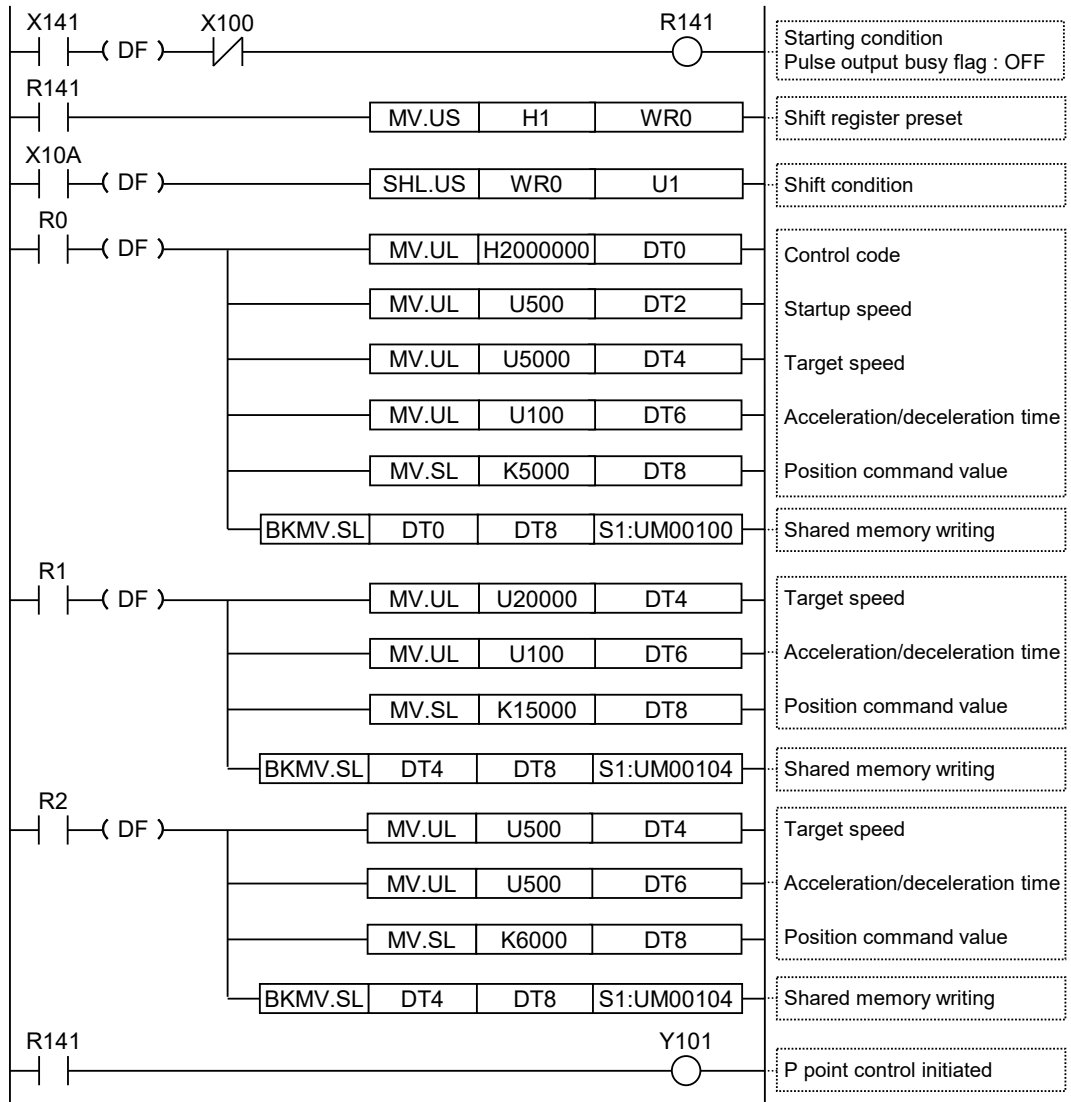 X141 X100 R141
( DF )
Starting condition
Pulse output busy flag : OFF
R141
MV.US H1 WR0
Shift register preset
X10A
( DF ) SHL.US WR0 U1
Shift condition
R0
( DF ) MV.UL H2000000 DT0
Control code
MV.UL U500 DT2
Startup speed
MV.UL U5000 DT4
Target speed
MV.UL U100 DT6
Acceleration/deceleration time
MV.SL K5000 DT8
Position command value
BKMV.SL DT0 DT8 S1:UM00100
Shared memory writing
R1
( DF ) MV.UL U20000 DT4
Target speed
MV.UL U100 DT6
Acceleration/deceleration time
MV.SL K15000 DT8
Position command value
BKMV.SL DT4 DT8 S1:UM00104
Shared memory writing
R2
( DF ) MV.UL U500 DT4
Target speed
MV.UL U500 DT6
Acceleration/deceleration time
MV.SL K6000 DT8
Position command value
BKMV.SL DT4 DT8 S1:UM00104
Shared memory writing
R141 Y101
P point control initiated